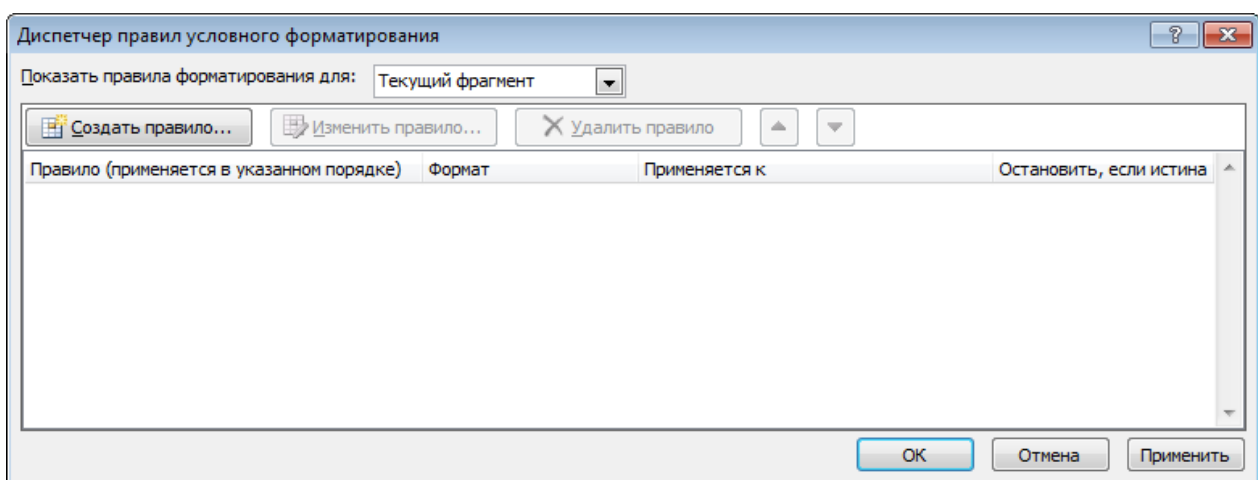 Диспетчер правил условного форматирования
Показать правила форматирования для: Текущий фрагмент
Создать правило... Изменить правило... Удалить правило
Правило (применяется в указанном порядке) Формат Применяется к Остановить, если истина
ОК Отмена Применить